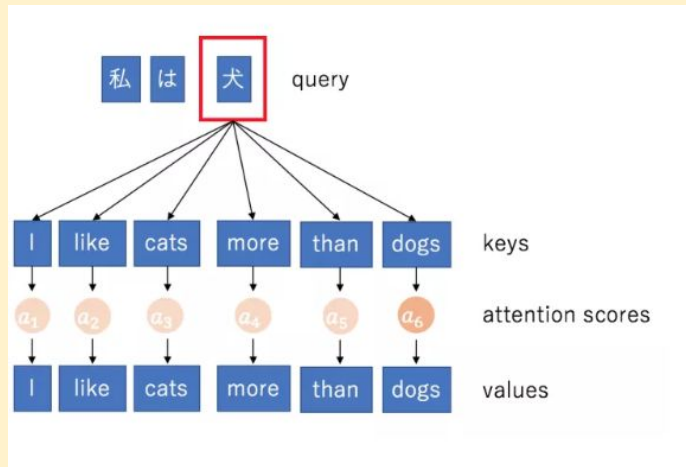 私 は 犬 query
I like cats more than dogs keys
a₁ a₂ a₃ a₄ a₅ a₆ attention scores
I like cats more than dogs values